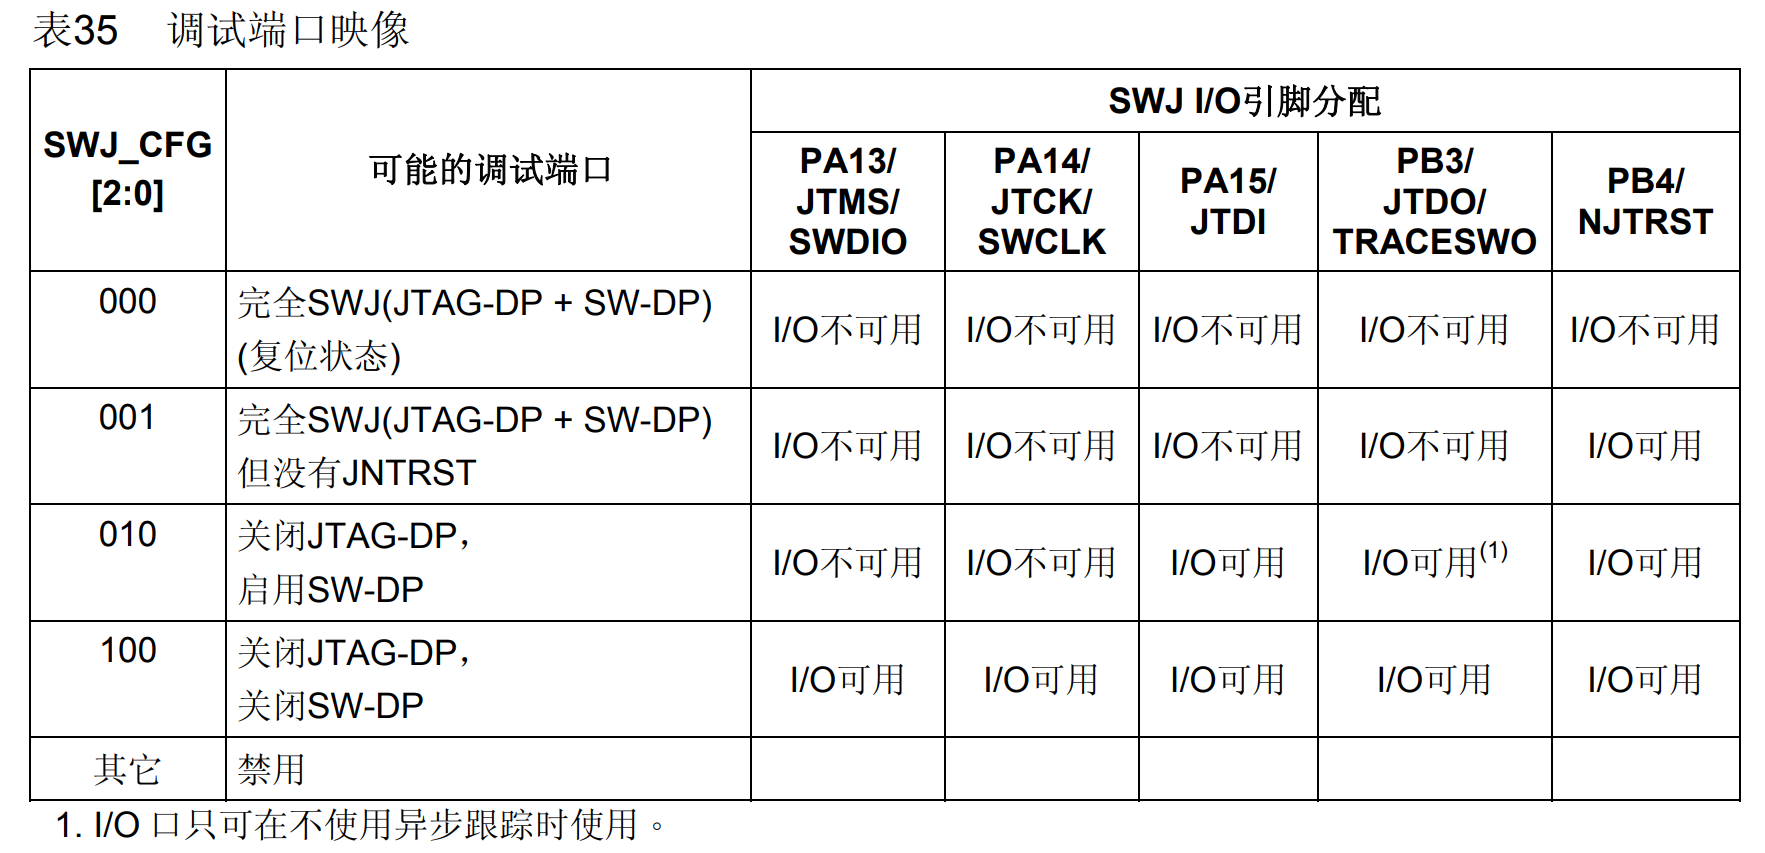 表35 调试端口映像
SWJ_CFG
[2:0]
可能的调试端口
SWJ I/O引脚分配
PA13/
JTMS/
SWDIO
PA14/
JTCK/
SWCLK
PA15/
JTDI
PB3/
JTDO/
TRACESWO
PB4/
NJTRST
000
完全SWJ(JTAG-DP + SW-DP)
(复位状态)
I/O不可用
I/O不可用
I/O不可用
I/O不可用
I/O不可用
001
完全SWJ(JTAG-DP + SW-DP)
但没有JNTRST
I/O不可用
I/O不可用
I/O不可用
I/O不可用
I/O可用
010
关闭JTAG-DP，
启用SW-DP
I/O不可用
I/O不可用
I/O可用
I/O可用(1)
I/O可用
100
关闭JTAG-DP，
关闭SW-DP
I/O可用
I/O可用
I/O可用
I/O可用
I/O可用
其它
禁用
1. I/O 口只可在不使用异步跟踪时使用。